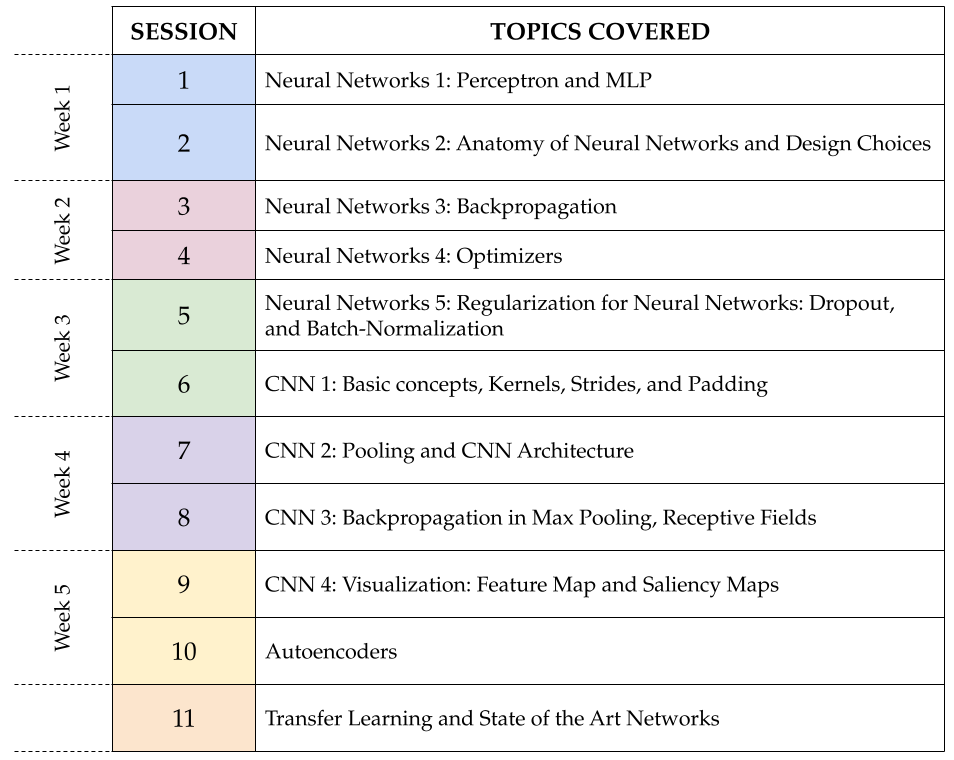 SESSION TOPICS COVERED
Week 1
1 Neural Networks 1: Perceptron and MLP
2 Neural Networks 2: Anatomy of Neural Networks and Design Choices
Week 2
3 Neural Networks 3: Backpropagation
4 Neural Networks 4: Optimizers
Week 3
5 Neural Networks 5: Regularization for Neural Networks: Dropout,
and Batch-Normalization
6 CNN 1: Basic concepts, Kernels, Strides, and Padding
Week 4
7 CNN 2: Pooling and CNN Architecture
8 CNN 3: Backpropagation in Max Pooling, Receptive Fields
Week 5
9 CNN 4: Visualization: Feature Map and Saliency Maps
10 Autoencoders
11 Transfer Learning and State of the Art Networks